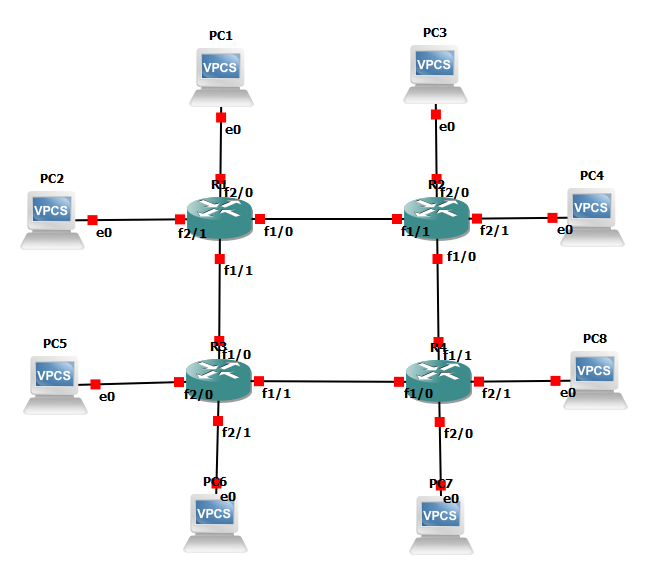 PC1
PC3
VPCS
VPCS
e0
e0
PC2
R1
R2
PC4
f2/0
f2/0
VPCS
VPCS
e0
f2/1
f1/0
f1/1
f2/1
e0
f1/1
f1/0
PC5
R3
R4
PC8
f1/0
f1/1
VPCS
VPCS
e0
f2/0
f1/1
f1/0
f2/1
e0
f2/1
f2/0
PC6
PC7
e0
e0
VPCS
VPCS